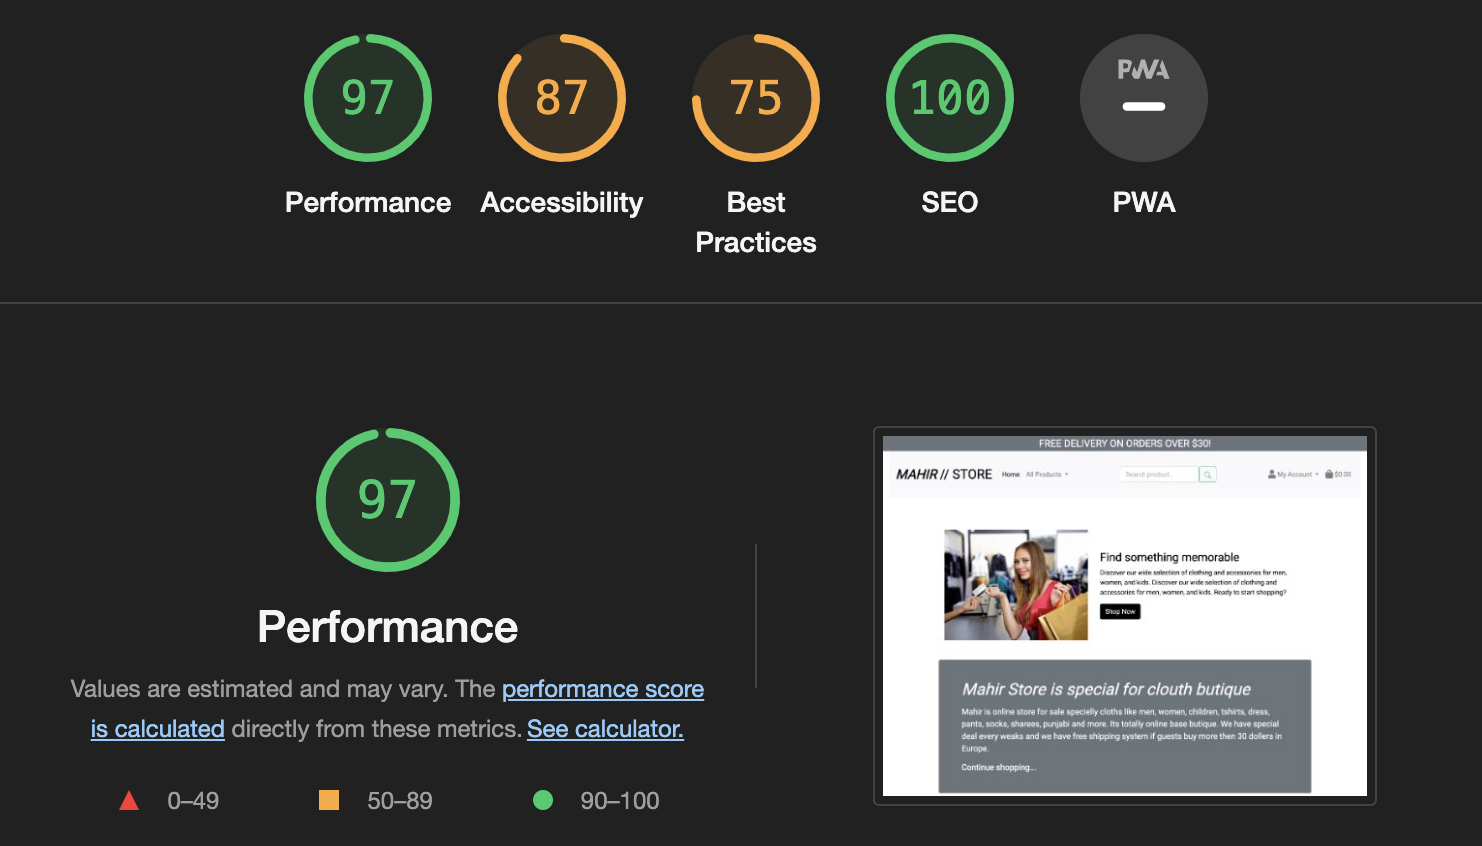 97
87
75
100
PWA
Performance
Accessibility
Best
Practices
SEO
PWA
97
Performance
Values are estimated and may vary. The performance score
is calculated directly from these metrics. See calculator.
0–49
50–89
90–100
FREE DELIVERY ON ORDERS OVER $30!
MAHIR // STORE Home All Products Search product.. My Account $0.00
Find something memorable
Discover our wide selection of clothing and accessories for men,
women, and kids. Discover our wide selection of clothing and
accessories for men, women, and kids. Ready to start shopping?
Shop Now
Mahir Store is special for clouth butique
Mahir is online store for sale specielly cloths like men, women, children, tshirts, dress,
pants, socks, sharees, punjabi and more. Its totally online base butique. We have special
deal every weaks and we have free shipping system if guests buy more then 30 dollers in
Europe.
Continue shopping...